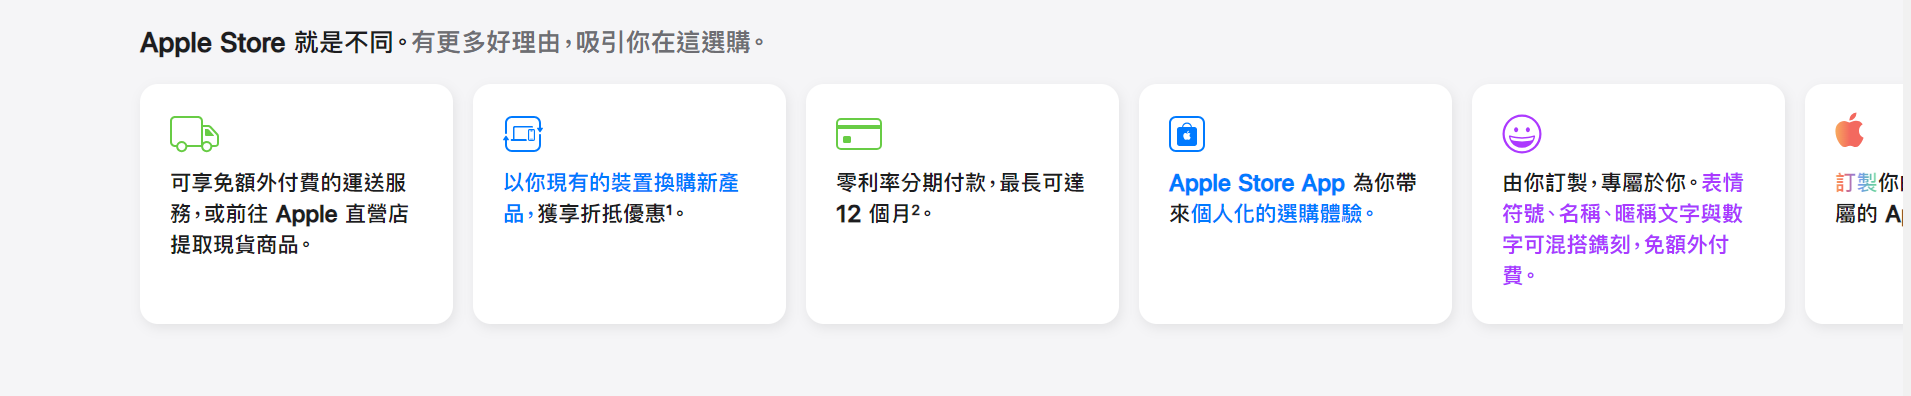 Apple Store 就是不同。有更多好理由，吸引你在這選購。
可享免額外付費的運送服
務，或前往 Apple 直營店
提取現貨商品。
以你現有的裝置換購新產
品，獲享折抵優惠¹。
零利率分期付款，最長可達
12 個月²。
Apple Store App 為你帶
來個人化的選購體驗。
由你訂製，專屬於你。表情
符號、名稱、暱稱文字與數
字可混搭鐫刻，免額外付
費。
訂製你
屬的